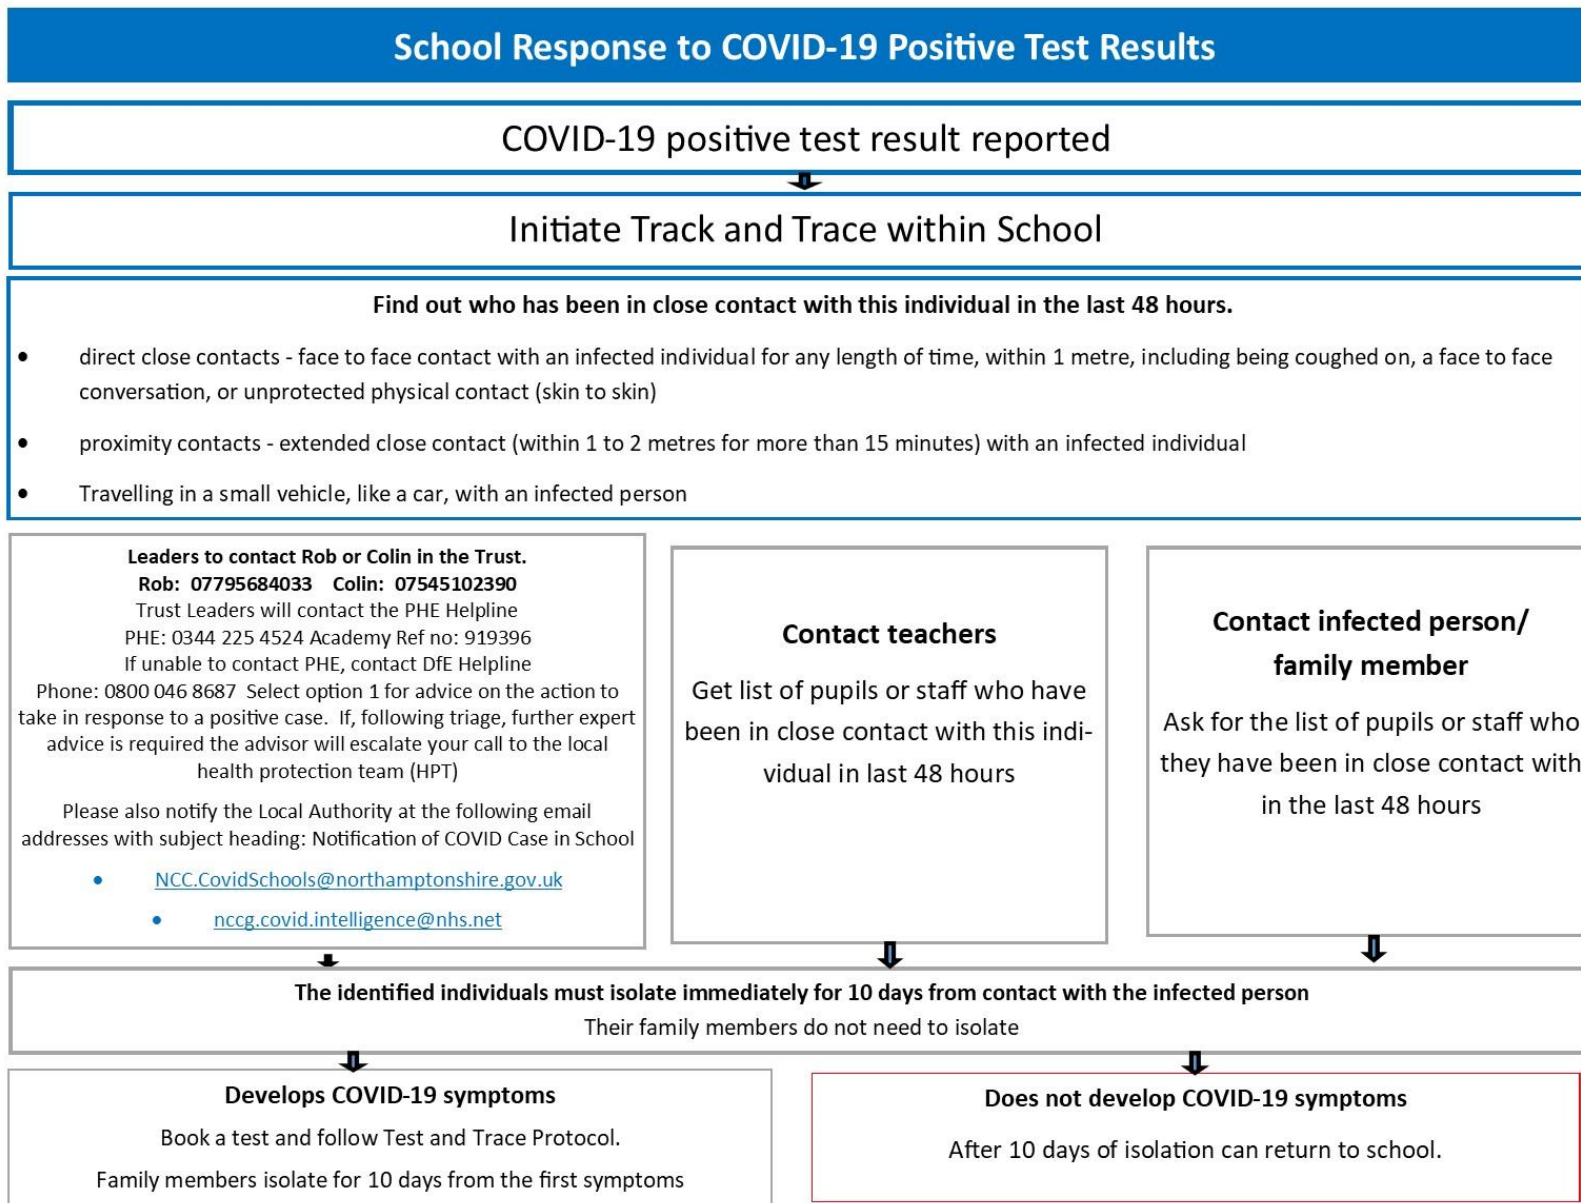 School Response to COVID-19 Positive Test Results
COVID-19 positive test result reported
Initiate Track and Trace within School
Find out who has been in close contact with this individual in the last 48 hours.
• direct close contacts - face to face contact with an infected individual for any length of time, within 1 metre, including being coughed on, a face to face
conversation, or unprotected physical contact (skin to skin)
• proximity contacts - extended close contact (within 1 to 2 metres for more than 15 minutes) with an infected individual
• Travelling in a small vehicle, like a car, with an infected person
Leaders to contact Rob or Colin in the Trust.
Rob: 07795684033 Colin: 07545102390
Trust Leaders will contact the PHE Helpline
PHE: 0344 225 4524 Academy Ref no: 919396
If unable to contact PHE, contact DfE Helpline
Phone: 0800 046 8687 Select option 1 for advice on the action to
take in response to a positive case. If, following triage, further expert
advice is required the advisor will escalate your call to the local
health protection team (HPT)
Please also notify the Local Authority at the following email
addresses with subject heading: Notification of COVID Case in School
• NCC.CovidSchools@northamptonshire.gov.uk
• nccg.covid.intelligence@nhs.net
Contact teachers
Get list of pupils or staff who have
been in close contact with this indi-
vidual in last 48 hours
Contact infected person/
family member
Ask for the list of pupils or staff who
they have been in close contact with
in the last 48 hours
The identified individuals must isolate immediately for 10 days from contact with the infected person
Their family members do not need to isolate
Develops COVID-19 symptoms
Book a test and follow Test and Trace Protocol.
Family members isolate for 10 days from the first symptoms
Does not develop COVID-19 symptoms
After 10 days of isolation can return to school.